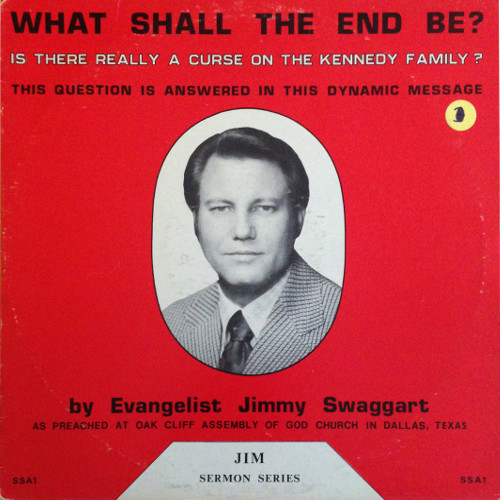 WHAT SHALL THE END BE?
IS THERE REALLY A CURSE ON THE KENNEDY FAMILY?
THIS QUESTION IS ANSWERED IN THIS DYNAMIC MESSAGE
by Evangelist Jimmy Swaggart
AS PREACHED AT OAK CLIFF ASSEMBLY OF GOD CHURCH IN DALLAS, TEXAS
JIM
SERMON SERIES
SSA1
SSA1